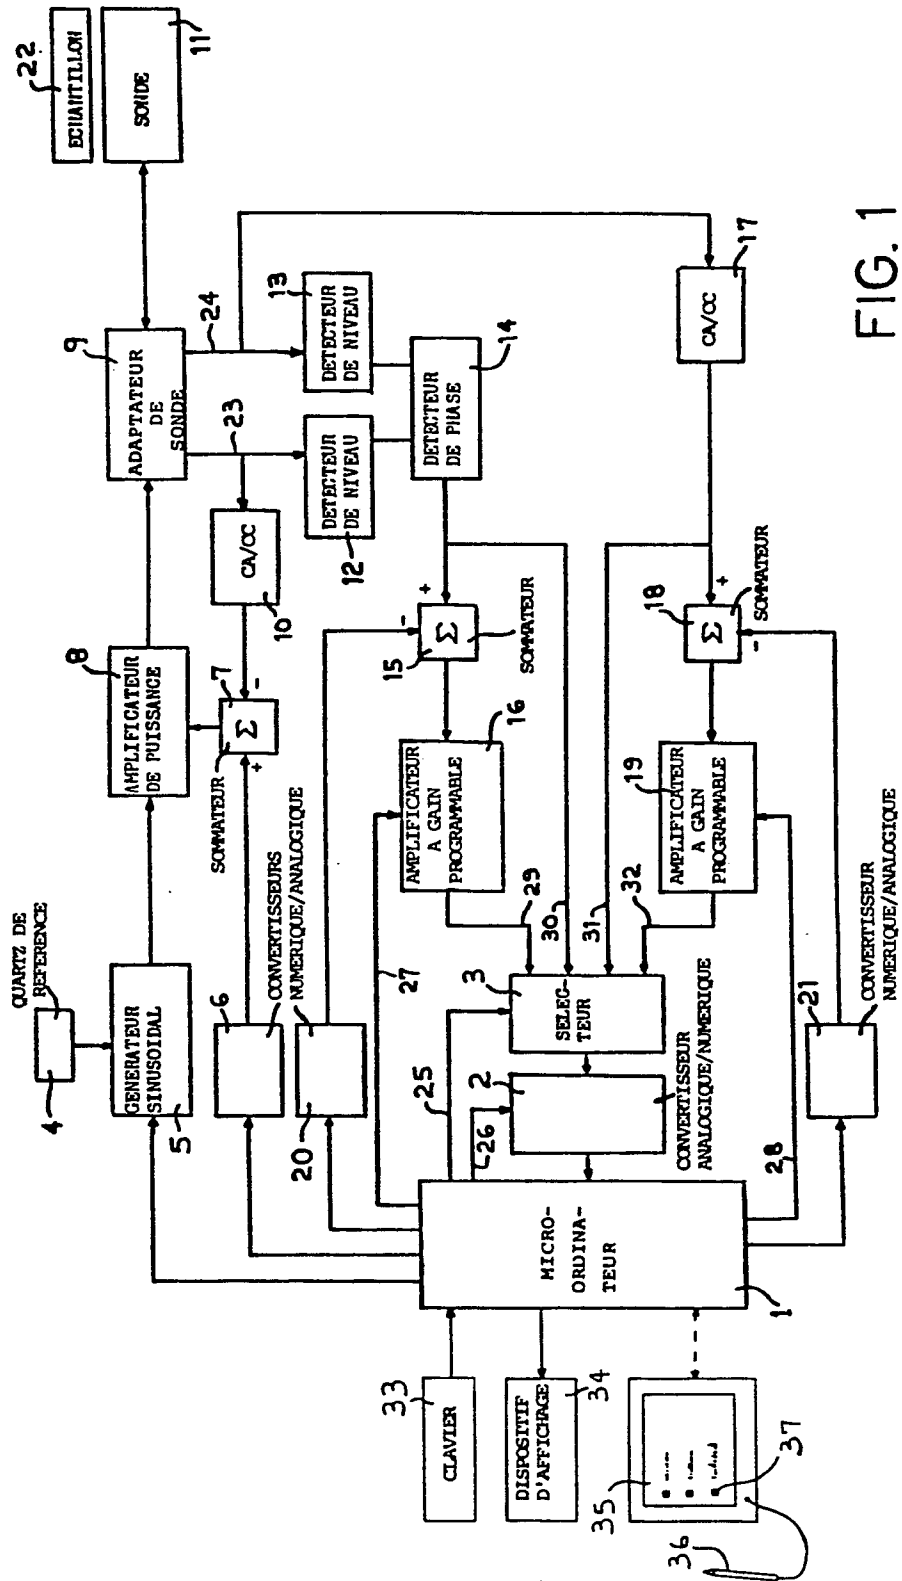 22
ECHANTILLON
SONDE
11
9
ADAPTATEUR
DE
SONDE
24
23
13
DETECTEUR
DE NIVEAU
DETECTEUR
DE NIVEAU
12
14
DETECTEUR
DE PHASE
CA/CC
17
CA/CC
10
8
AMPLIFICATEUR
DE PUISSANCE
7
Σ
-
+
SOMMATEUR
QUARTZ DE
REFERENCE
4
GENERATEUR
SINUSOIDAL
5
6
CONVERTISSEURS
NUMERIQUE/ANALOGIQUE
20
+
-
Σ
15
SOMMATEUR
16
AMPLIFICATEUR
A GAIN
PROGRAMMABLE
18
Σ
+
-
SOMMATEUR
19
AMPLIFICATEUR
A GAIN
PROGRAMMABLE
27
29
30
31
32
3
SELEC-
TEUR
25
26
2
CONVERTISSEUR
ANALOGIQUE/NUMERIQUE
21
CONVERTISSEUR
NUMERIQUE/ANALOGIQUE
28
MICRO-
ORDINA-
TEUR
1
33
CLAVIER
DISPOSITIF
D'AFFICHAGE
34
35
37
36
FIG. 1